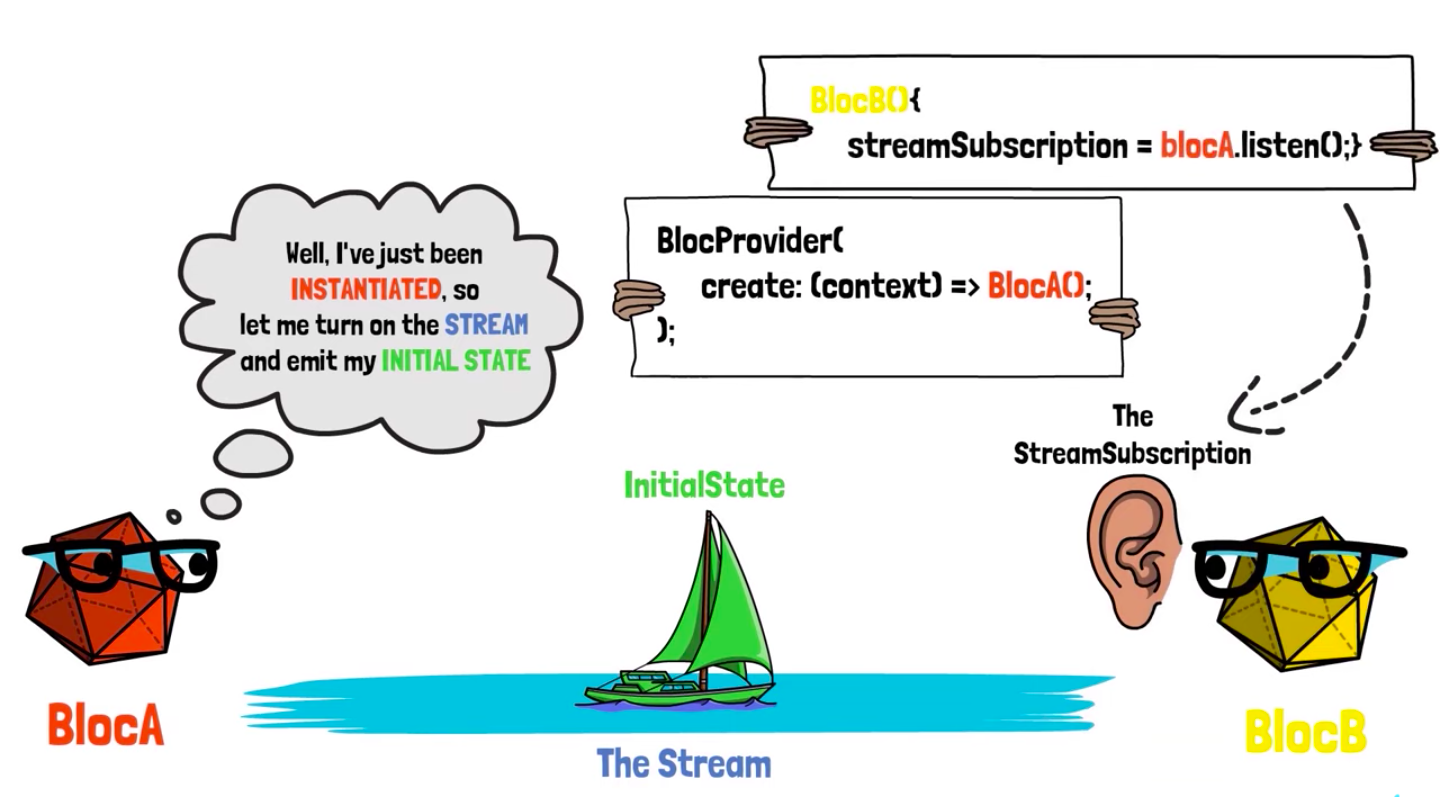 BlocB(){
streamSubscription = blocA.listen();}
Well, I've just been
INSTANTIATED, so
let me turn on the STREAM
and emit my INITIAL STATE
BlocProvider(
create: (context) => BlocA();
);
The
StreamSubscription
InitialState
BlocA
The Stream
BlocB